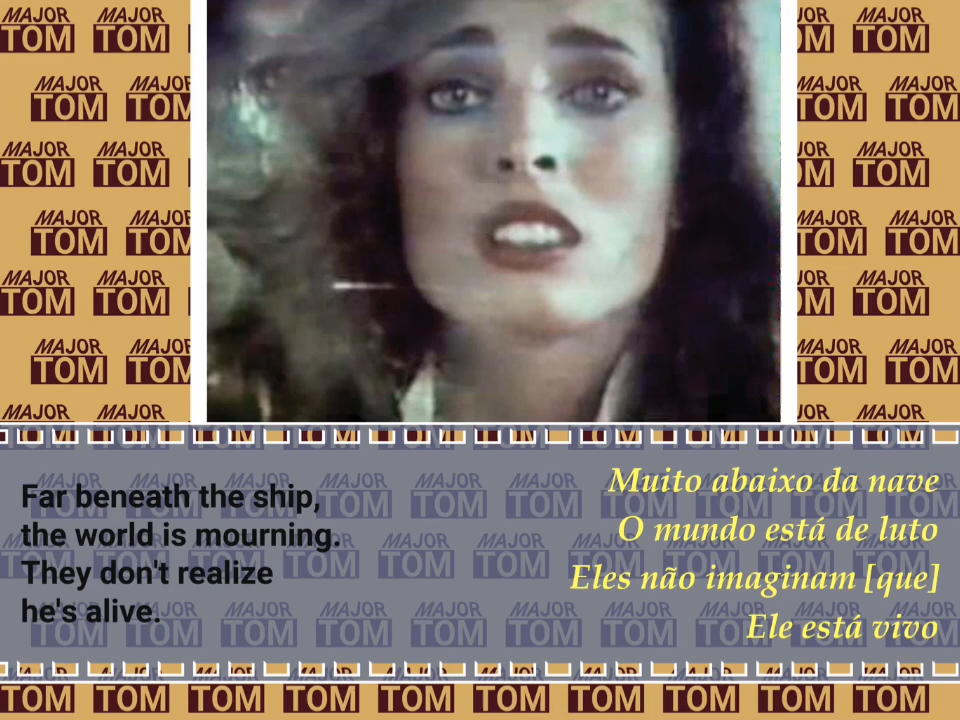 MAJOR TOM
Far beneath the ship,
the world is mourning.
They don't realize
he's alive.
Muito abaixo da nave
O mundo está de luto
Eles não imaginam [que]
Ele está vivo